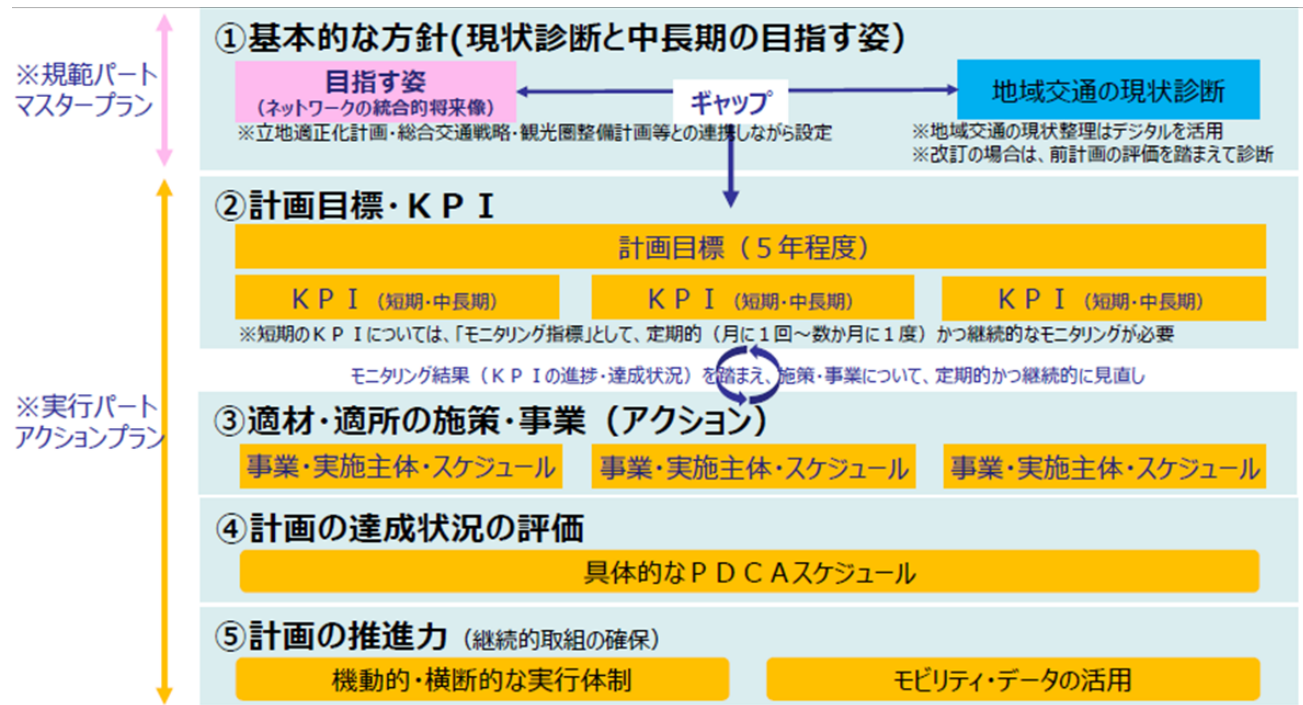 ①基本的な方針(現状診断と中長期の目指す姿)
※規範パート
マスタープラン
目指す姿
(ネットワークの統合的将来像)
ギャップ
地域交通の現状診断
※立地適正化計画・総合交通戦略・観光圏整備計画等との連携しながら設定
※地域交通の現状整理はデジタルを活用
※改訂の場合は、前計画の評価を踏まえて診断
②計画目標・ＫＰＩ
計画目標（５年程度）
ＫＰＩ（短期・中長期）
ＫＰＩ（短期・中長期）
ＫＰＩ（短期・中長期）
※短期のＫＰＩについては、「モニタリング指標」として、定期的（月に１回～数か月に１度）かつ継続的なモニタリングが必要
モニタリング結果（ＫＰＩの進捗・達成状況）を踏まえ、施策・事業について、定期的かつ継続的に見直し
※実行パート
アクションプラン
③適材・適所の施策・事業（アクション）
事業・実施主体・スケジュール
事業・実施主体・スケジュール
事業・実施主体・スケジュール
④計画の達成状況の評価
具体的なＰＤＣＡスケジュール
⑤計画の推進力（継続的取組の確保）
機動的・横断的な実行体制
モビリティ・データの活用